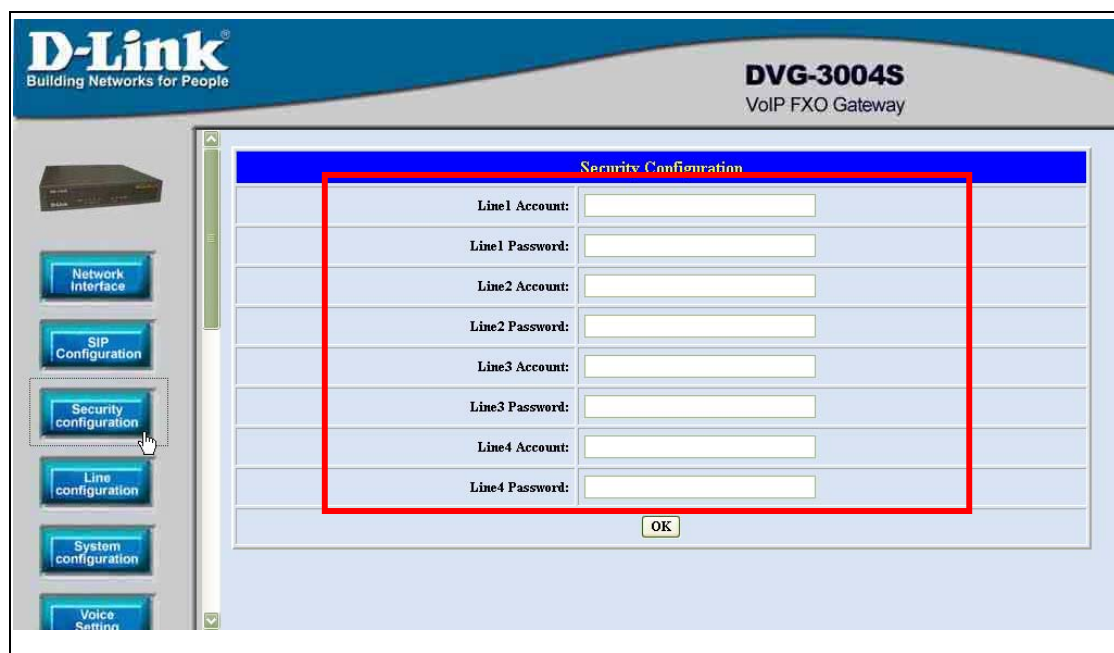 D-Link®
Building Networks for People
DVG-3004S
VoIP FXO Gateway
Network Interface
SIP Configuration
Security configuration
Line configuration
System configuration
Voice Setting
Security Configuration
Line1 Account:
Line1 Password:
Line2 Account:
Line2 Password:
Line3 Account:
Line3 Password:
Line4 Account:
Line4 Password:
OK